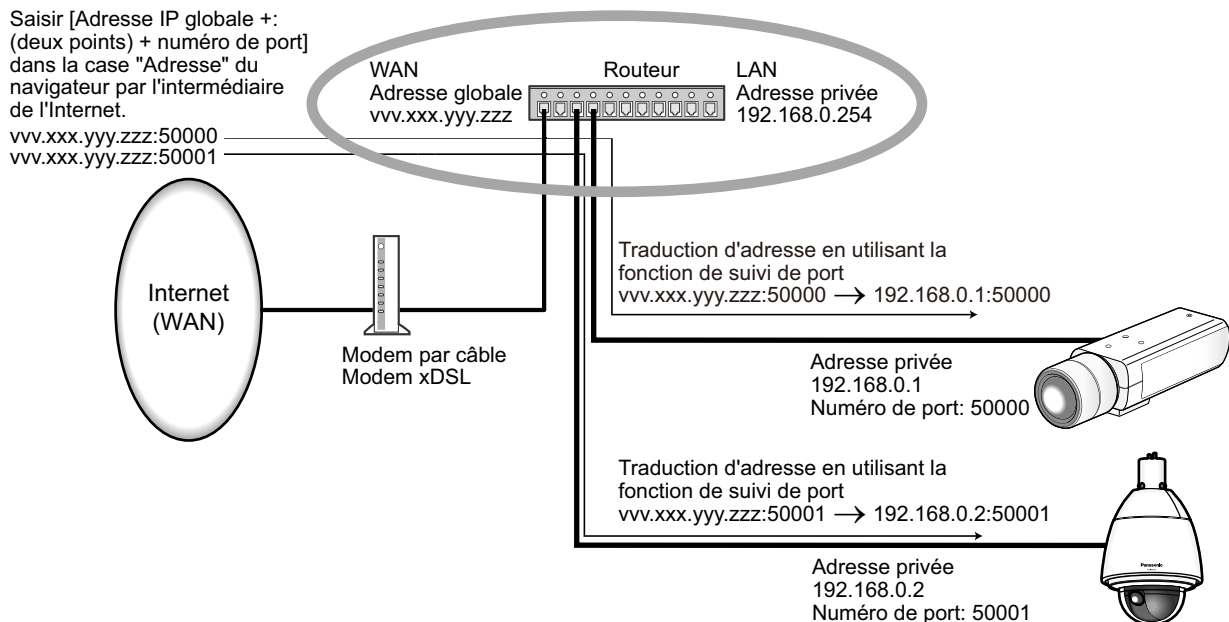 Saisir [Adresse IP globale +:
(deux points) + numéro de port]
dans la case "Adresse" du
navigateur par l'intermédiaire
de l'Internet.
vvv.xxx.yyy.zzz:50000
vvv.xxx.yyy.zzz:50001
WAN
Adresse globale
vvv.xxx.yyy.zzz
Routeur
LAN
Adresse privée
192.168.0.254
Internet
(WAN)
Modem par câble
Modem xDSL
Traduction d'adresse en utilisant la
fonction de suivi de port
vvv.xxx.yyy.zzz:50000 → 192.168.0.1:50000
Adresse privée
192.168.0.1
Numéro de port: 50000
Traduction d'adresse en utilisant la
fonction de suivi de port
vvv.xxx.yyy.zzz:50001 → 192.168.0.2:50001
Panasonic
Adresse privée
192.168.0.2
Numéro de port: 50001